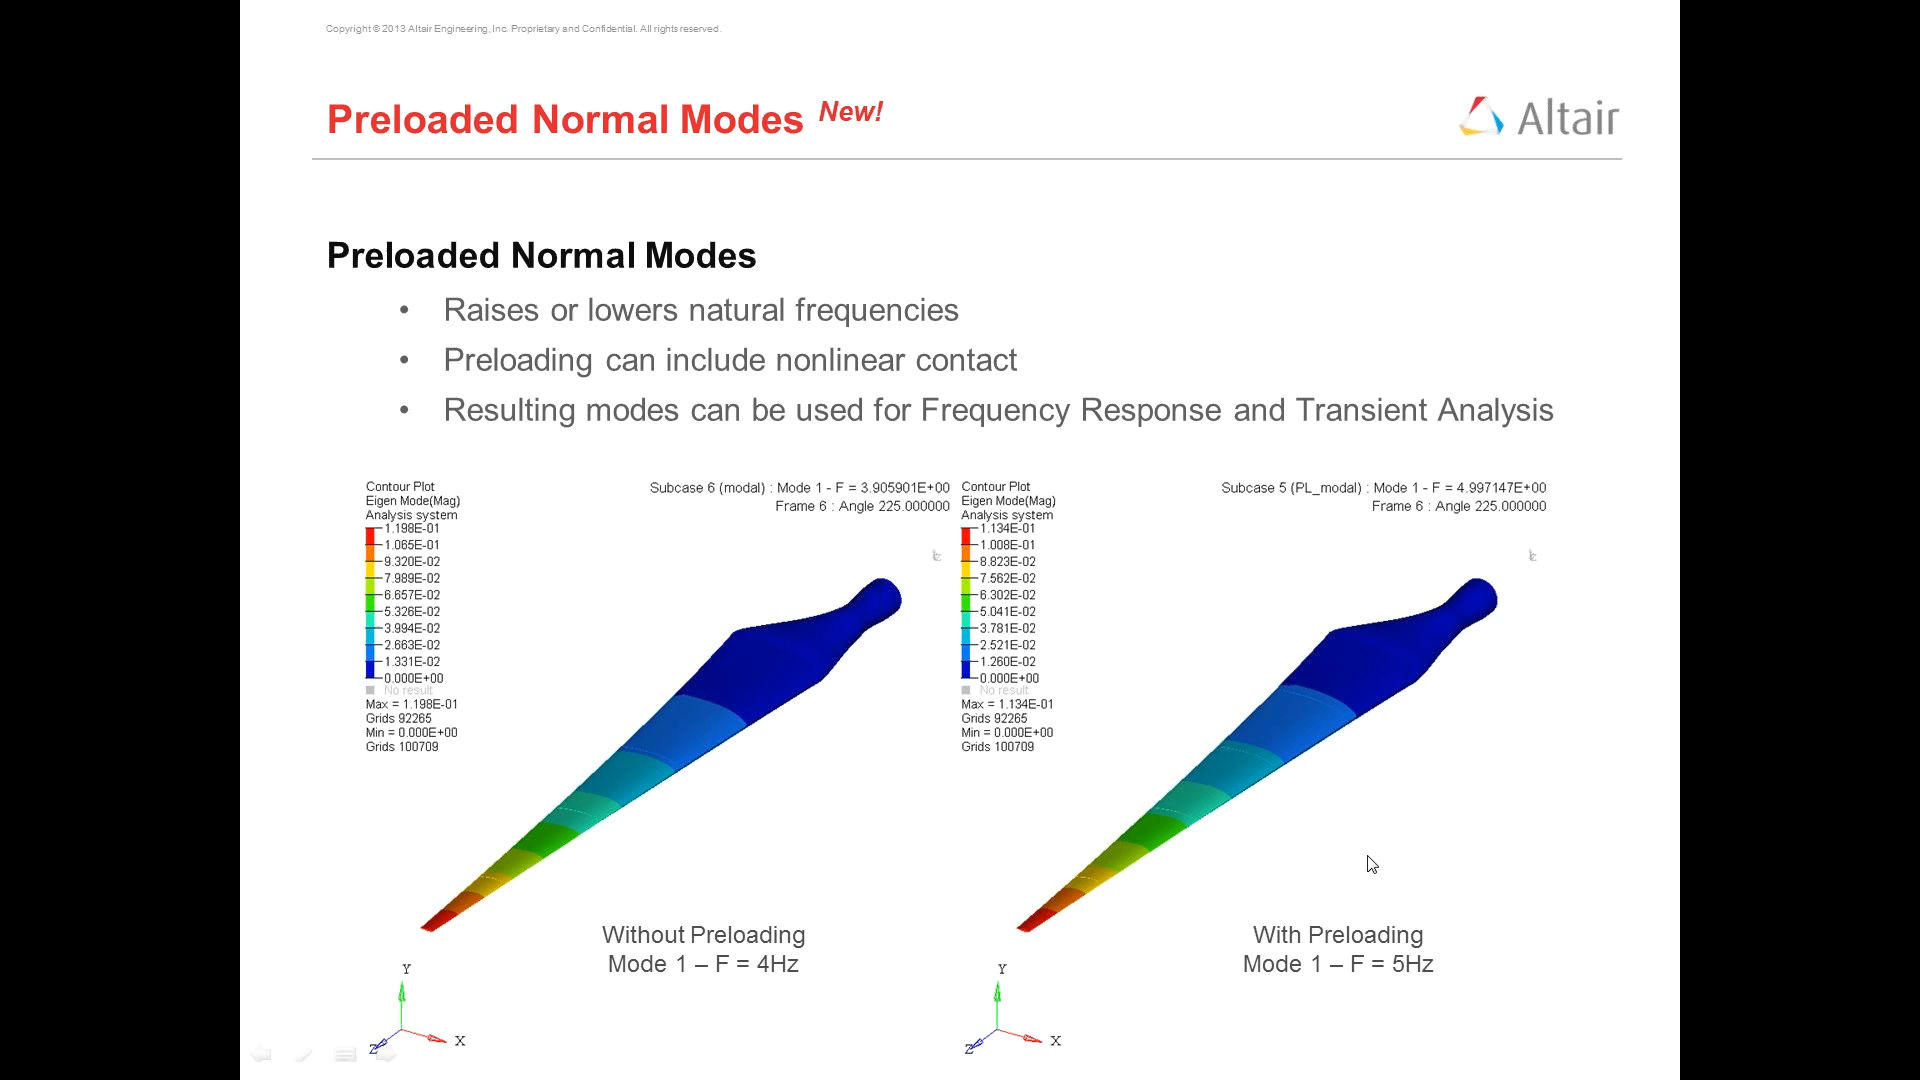 Copyright © 2013 Altair Engineering, Inc. Proprietary and Confidential. All rights reserved.
Preloaded Normal Modes New!
Altair
Preloaded Normal Modes
• Raises or lowers natural frequencies
• Preloading can include nonlinear contact
• Resulting modes can be used for Frequency Response and Transient Analysis
Contour Plot
Eigen Mode(Mag)
Analysis system
1.198E-01
1.065E-01
9.320E-02
7.989E-02
6.657E-02
5.326E-02
3.994E-02
2.663E-02
1.331E-02
0.000E+00
No result
Max = 1.198E-01
Grids 92265
Min = 0.000E+00
Grids 100709
Subcase 6 (modal) : Mode 1 - F = 3.905901E+00
Frame 6 : Angle 225.000000
Without Preloading
Mode 1 – F = 4Hz
Y
X
Z
Contour Plot
Eigen Mode(Mag)
Analysis system
1.134E-01
1.008E-01
8.823E-02
7.562E-02
6.302E-02
5.041E-02
3.781E-02
2.521E-02
1.260E-02
0.000E+00
No result
Max = 1.134E-01
Grids 92265
Min = 0.000E+00
Grids 100709
Subcase 5 (PL_modal) : Mode 1 - F = 4.997147E+00
Frame 6 : Angle 225.000000
With Preloading
Mode 1 – F = 5Hz
Y
X
Z